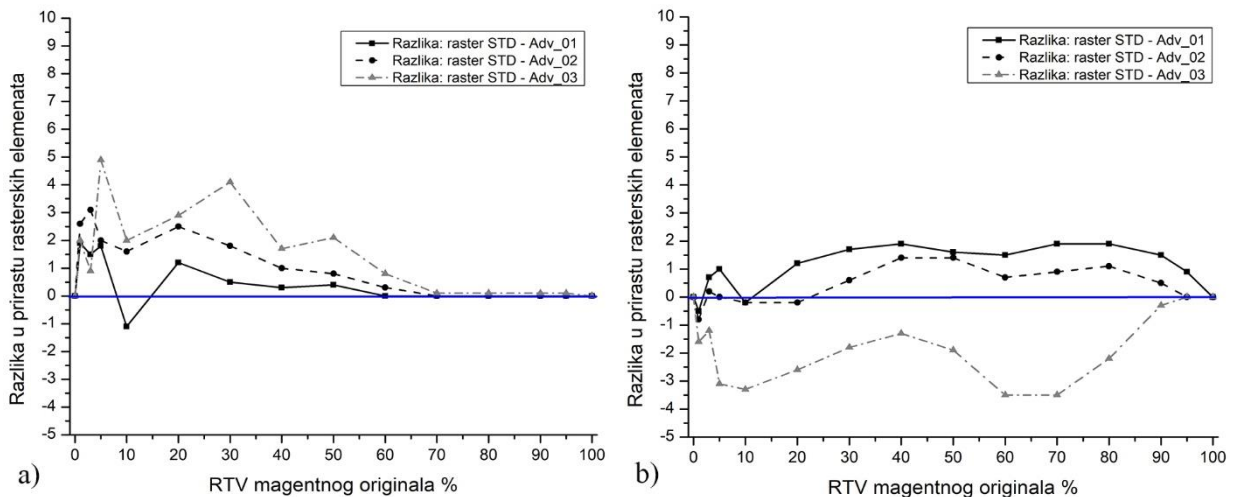 Razlika u prirastu rasterskih elemenata
10
9
8
7
6
5
4
3
2
1
0
-1
-2
-3
-4
-5
Razlika: raster STD - Adv_01
Razlika: raster STD - Adv_02
Razlika: raster STD - Adv_03
0 10 20 30 40 50 60 70 80 90 100
RTV magentnog originala %
a)
Razlika u prirastu rasterskih elemenata
10
9
8
7
6
5
4
3
2
1
0
-1
-2
-3
-4
-5
Razlika: raster STD - Adv_01
Razlika: raster STD - Adv_02
Razlika: raster STD - Adv_03
0 10 20 30 40 50 60 70 80 90 100
RTV magentnog originala %
b)